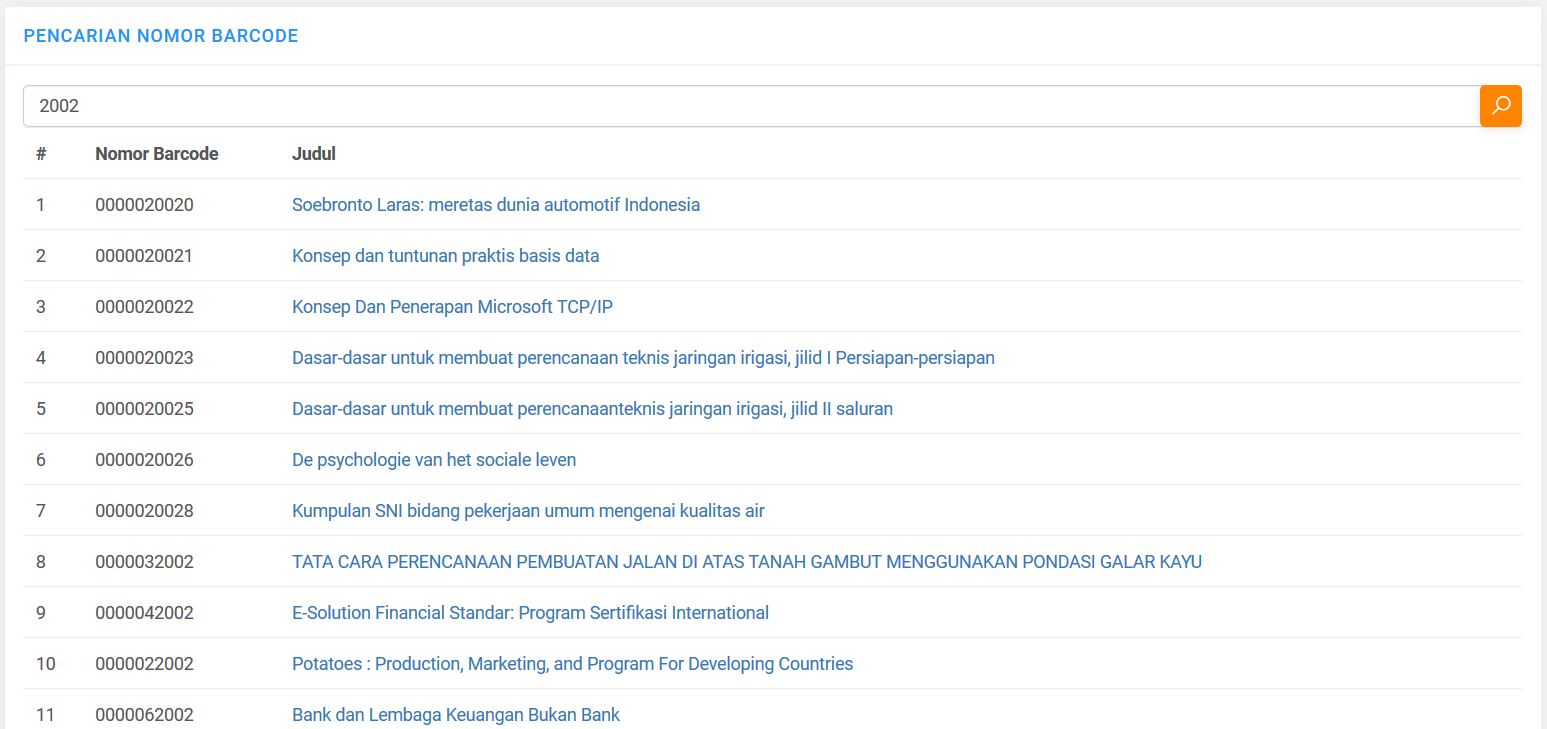 PENCARIAN NOMOR BARCODE
2002
# Nomor Barcode Judul
1 0000020020 Soebronto Laras: meretas dunia automotif Indonesia
2 0000020021 Konsep dan tuntunan praktis basis data
3 0000020022 Konsep Dan Penerapan Microsoft TCP/IP
4 0000020023 Dasar-dasar untuk membuat perencanaan teknis jaringan irigasi, jilid I Persiapan-persiapan
5 0000020025 Dasar-dasar untuk membuat perencanaanteknis jaringan irigasi, jilid II saluran
6 0000020026 De psychologie van het sociale leven
7 0000020028 Kumpulan SNI bidang pekerjaan umum mengenai kualitas air
8 0000032002 TATA CARA PERENCANAAN PEMBUATAN JALAN DI ATAS TANAH GAMBUT MENGGUNAKAN PONDASI GALAR KAYU
9 0000042002 E-Solution Financial Standar: Program Sertifikasi International
10 0000022002 Potatoes : Production, Marketing, and Program For Developing Countries
11 0000062002 Bank dan Lembaga Keuangan Bukan Bank